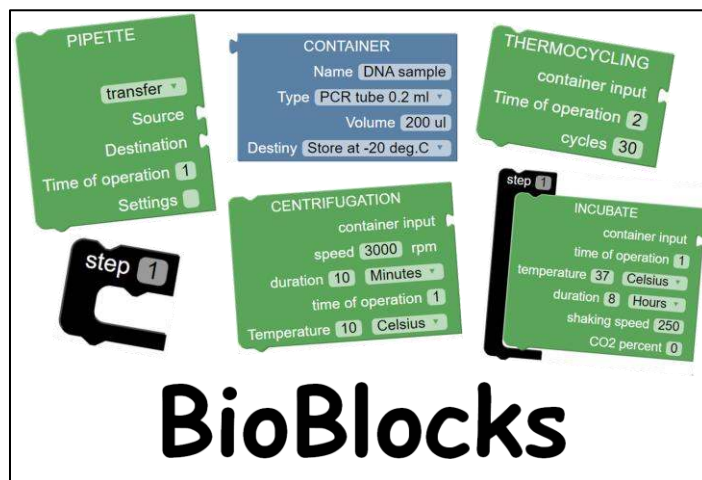 PIPETTE
transfer
Source
Destination
Time of operation 1
Settings
CONTAINER
Name DNA sample
Type PCR tube 0.2 ml
Volume 200 ul
Destiny Store at -20 deg.C
THERMOCYCLING
container input
Time of operation 2
cycles 30
step 1
CENTRIFUGATION
container input
speed 3000 rpm
duration 10 Minutes
time of operation 1
Temperature 10 Celsius
step 1
INCUBATE
container input
time of operation 1
temperature 37 Celsius
duration 8 Hours
shaking speed 250
CO2 percent 0
BioBlocks